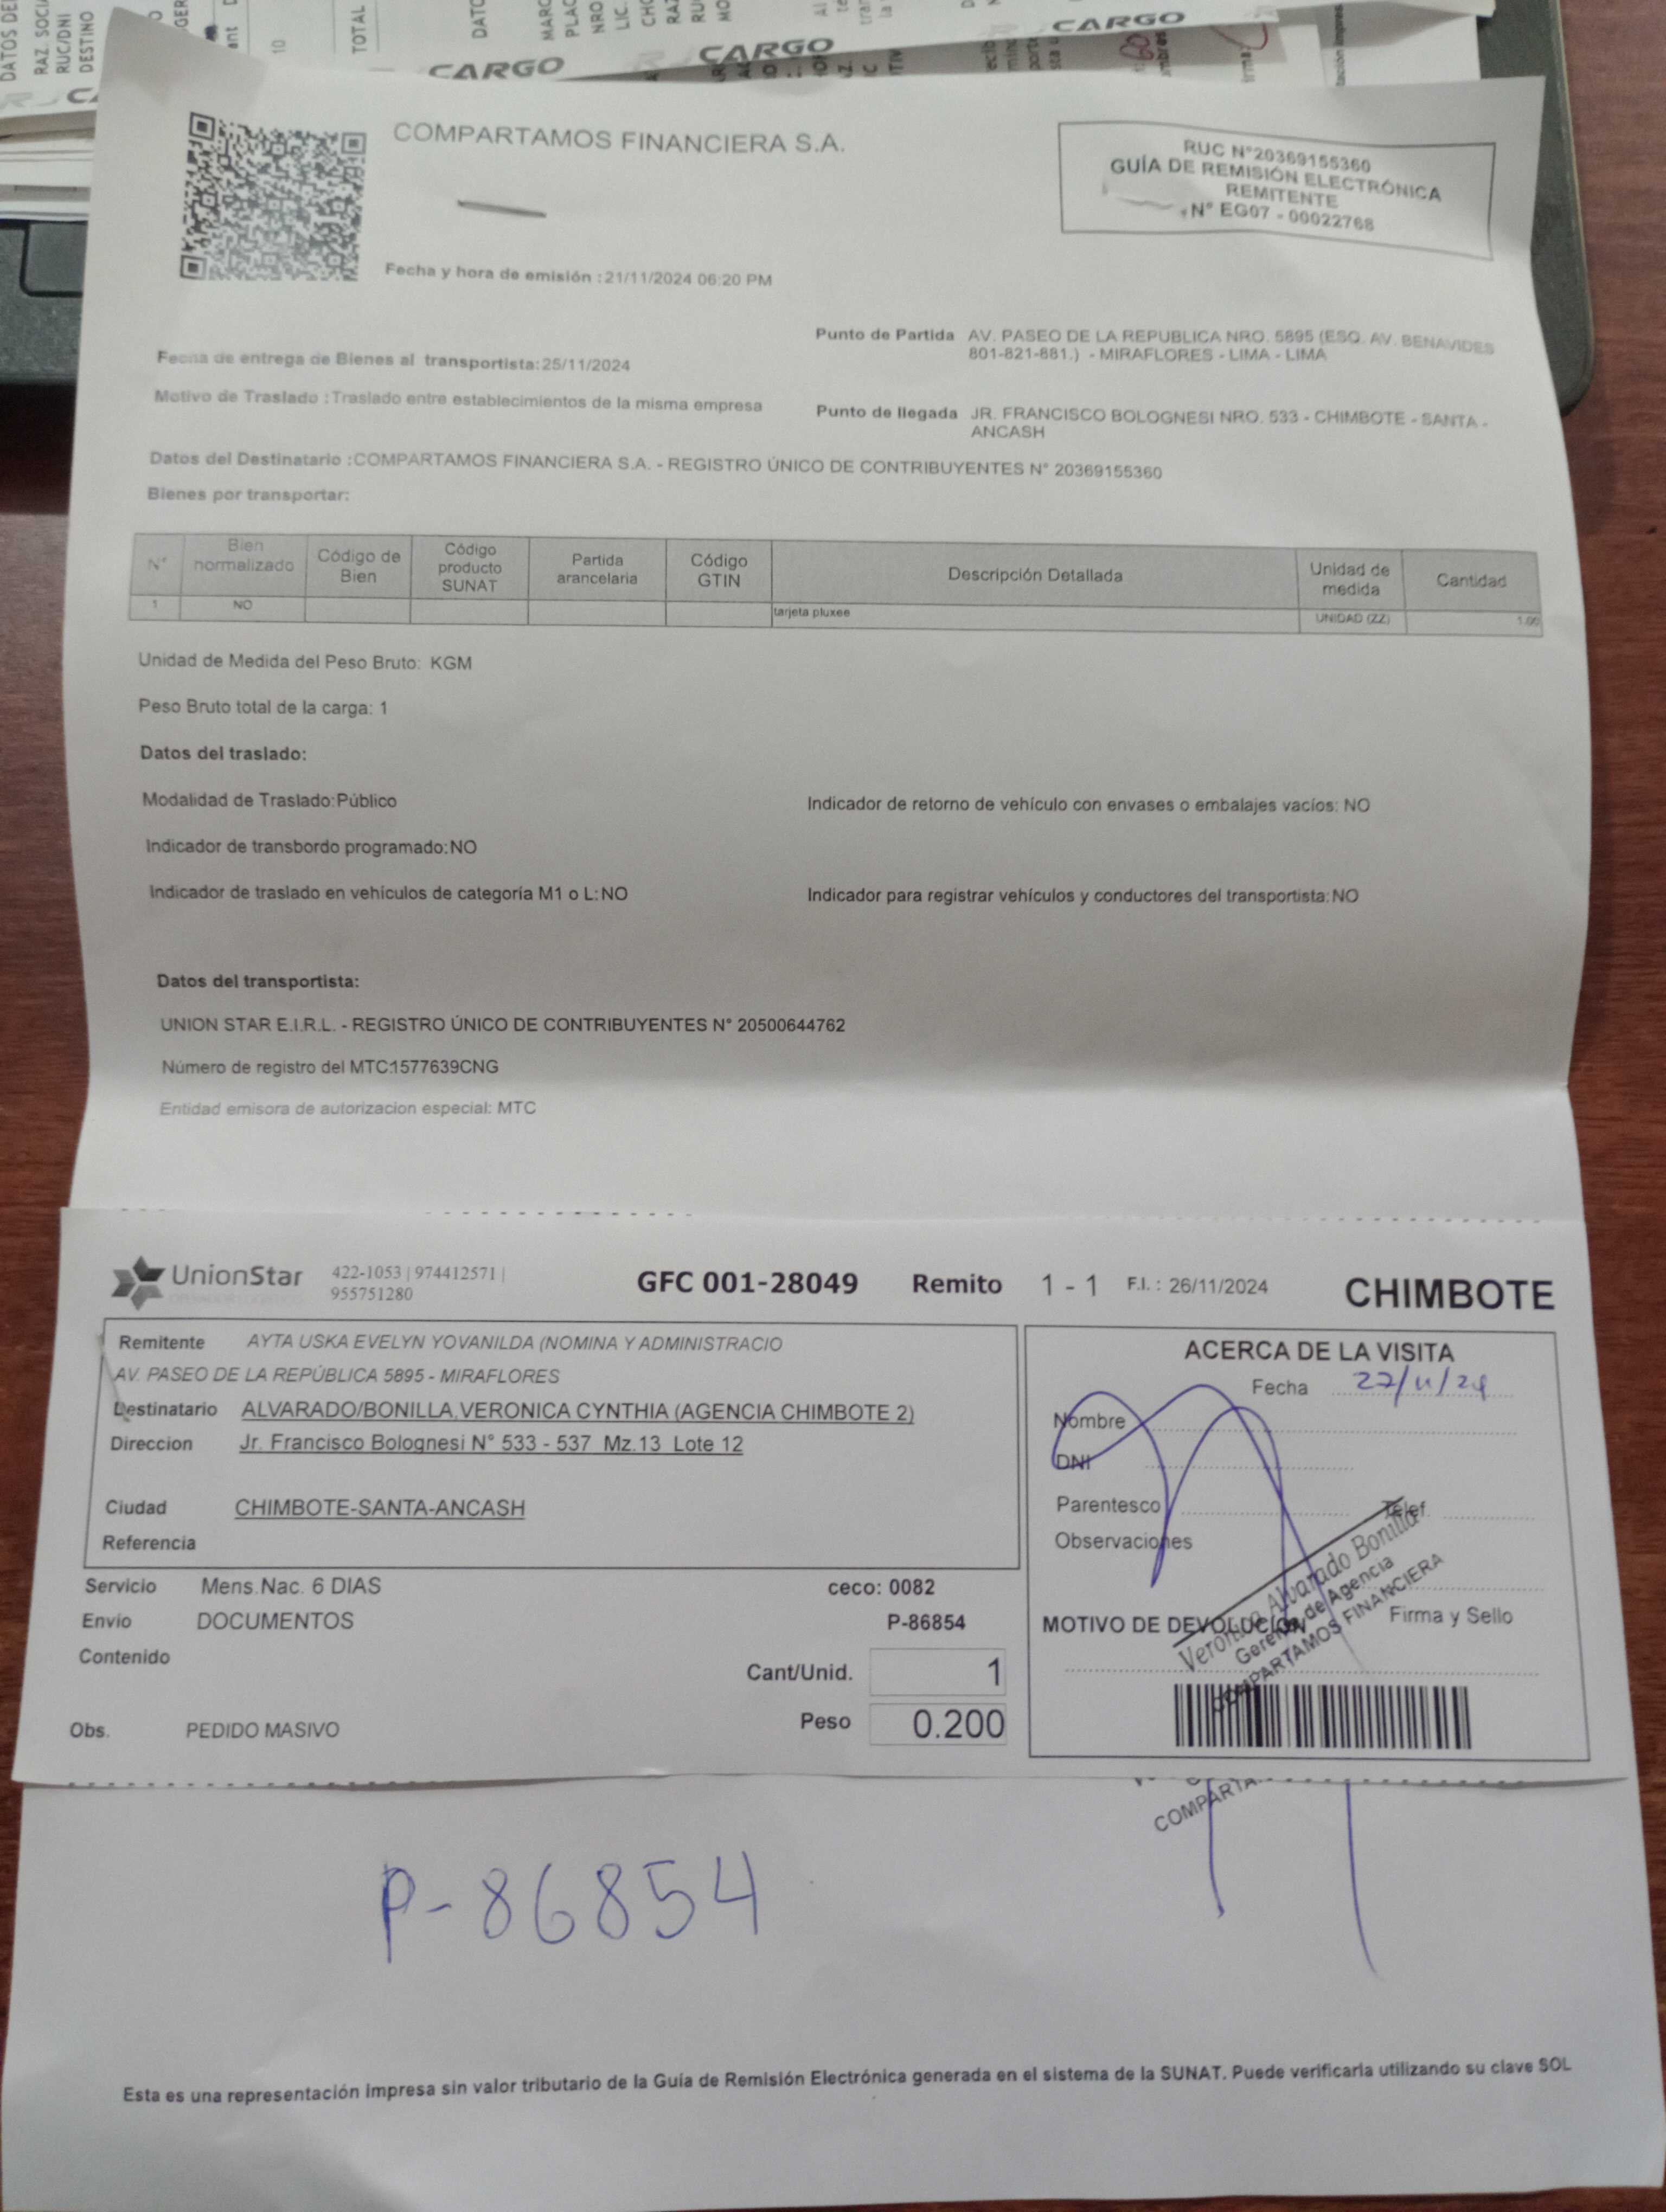 CARGO
CARGO
CARGO
COMPARTAMOS FINANCIERA S.A.
RUC N°20369155360
GUÍA DE REMISIÓN ELECTRÓNICA
REMITENTE
N° EG07 - 00022768
Fecha y hora de emisión : 21/11/2024 06:20 PM
Fecha de entrega de Bienes al transportista: 25/11/2024
Punto de Partida AV. PASEO DE LA REPUBLICA NRO. 5895 (ESQ. AV. BENAVIDES
801-821-881.) - MIRAFLORES - LIMA - LIMA
Motivo de Traslado : Traslado entre establecimientos de la misma empresa
Punto de llegada JR. FRANCISCO BOLOGNESI NRO. 533 - CHIMBOTE - SANTA -
ANCASH
Datos del Destinatario : COMPARTAMOS FINANCIERA S.A. - REGISTRO ÚNICO DE CONTRIBUYENTES N° 20369155360
Bienes por transportar:
N° Bien normalizado Código de Bien Código producto SUNAT Partida arancelaria Código GTIN Descripción Detallada Unidad de medida Cantidad
1 NO tarjeta pluxee UNIDAD (ZZ) 1.00
Unidad de Medida del Peso Bruto: KGM
Peso Bruto total de la carga: 1
Datos del traslado:
Modalidad de Traslado: Público
Indicador de retorno de vehículo con envases o embalajes vacíos: NO
Indicador de transbordo programado: NO
Indicador de traslado en vehículos de categoría M1 o L: NO
Indicador para registrar vehículos y conductores del transportista: NO
Datos del transportista:
UNION STAR E.I.R.L. - REGISTRO ÚNICO DE CONTRIBUYENTES N° 20500644762
Número de registro del MTC:1577639CNG
Entidad emisora de autorizacion especial: MTC
UnionStar 422-1053 | 974412571 |
955751280
GFC 001-28049 Remito 1 - 1 F.I. : 26/11/2024 CHIMBOTE
Remitente AYTA USKA EVELYN YOVANILDA (NOMINA Y ADMINISTRACIO
AV. PASEO DE LA REPÚBLICA 5895 - MIRAFLORES
Destinatario ALVARADO/BONILLA,VERONICA CYNTHIA (AGENCIA CHIMBOTE 2)
Direccion Jr. Francisco Bolognesi N° 533 - 537 Mz.13 Lote 12
Ciudad CHIMBOTE-SANTA-ANCASH
Referencia
Servicio Mens.Nac. 6 DIAS ceco: 0082
Envio DOCUMENTOS P-86854
Contenido
Cant/Unid. 1
Peso 0.200
Obs. PEDIDO MASIVO
ACERCA DE LA VISITA
Fecha 27/11/24
Nombre
DNI
Parentesco Telef.
Observaciones
MOTIVO DE DEVOLUCIÓN Firma y Sello
Veronica Alvarado Bonilla
Gerente de Agencia
COMPARTAMOS FINANCIERA
COMPARTA
P-86854
Esta es una representación impresa sin valor tributario de la Guía de Remisión Electrónica generada en el sistema de la SUNAT. Puede verificarla utilizando su clave SOL